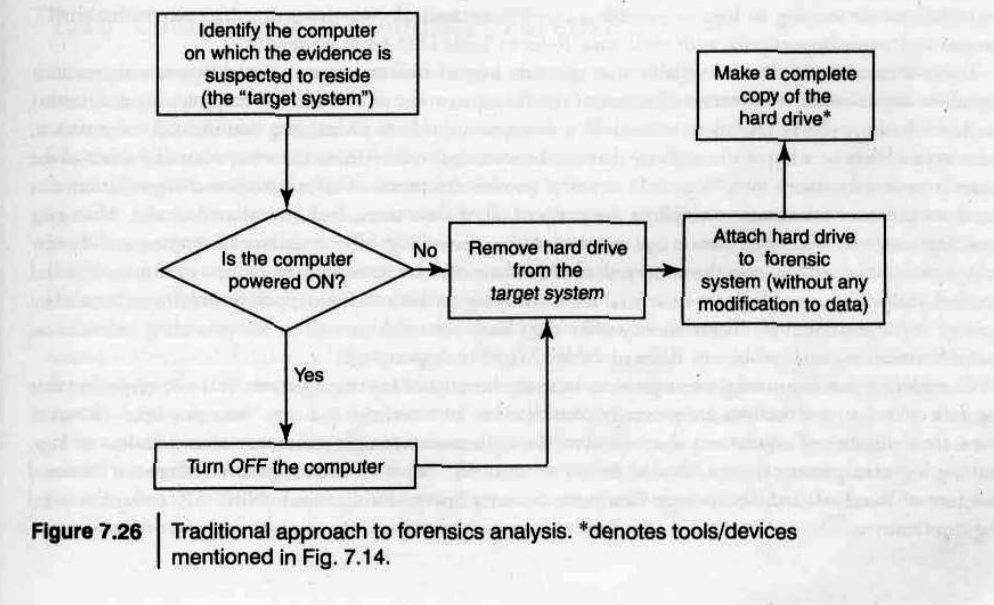 Identify the computer
on which the evidence is
suspected to reside
(the “target system”)
Is the computer
powered ON?
No
Yes
Turn OFF the computer
Remove hard drive
from the
target system
Attach hard drive
to forensic
system (without any
modification to data)
Make a complete
copy of the
hard drive*
Figure 7.26
Traditional approach to forensics analysis. *denotes tools/devices
mentioned in Fig. 7.14.